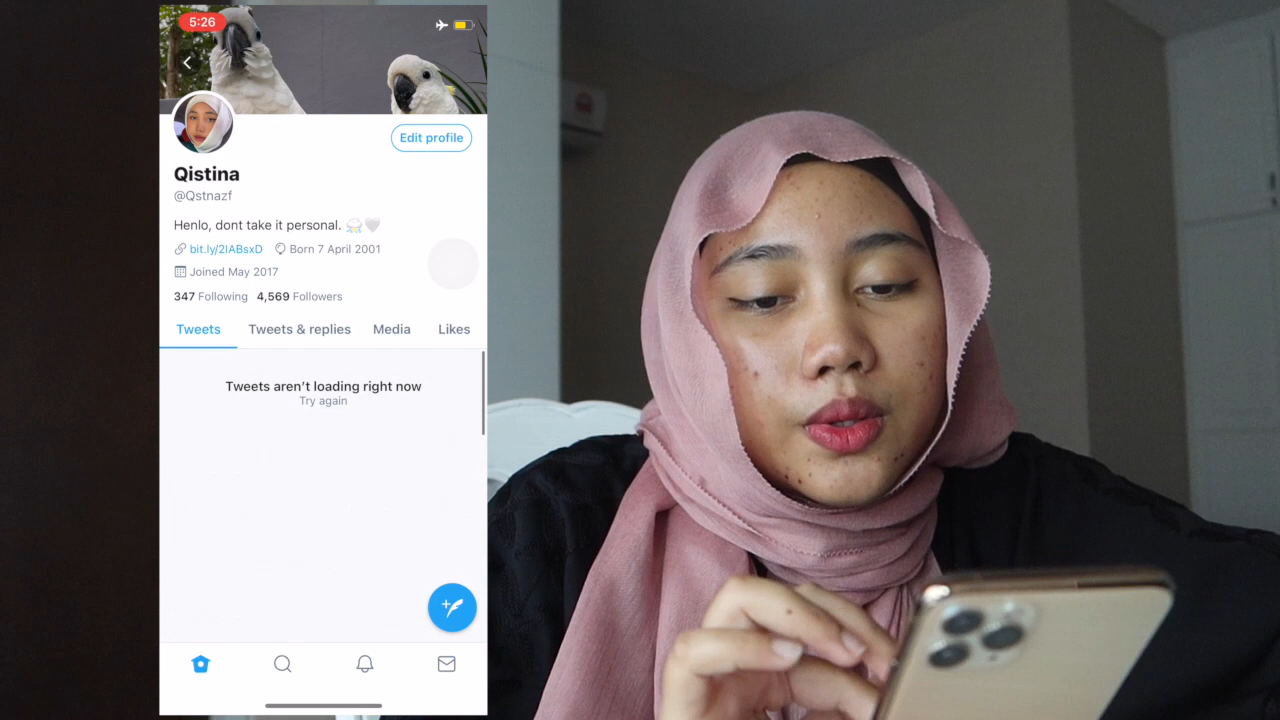 5:26
Edit profile
Qistina
@Qstnazf
Henlo, dont take it personal. 🌧️🤍
bit.ly/2IABsxD Born 7 April 2001
Joined May 2017
347 Following 4,569 Followers
Tweets Tweets & replies Media Likes
Tweets aren't loading right now
Try again